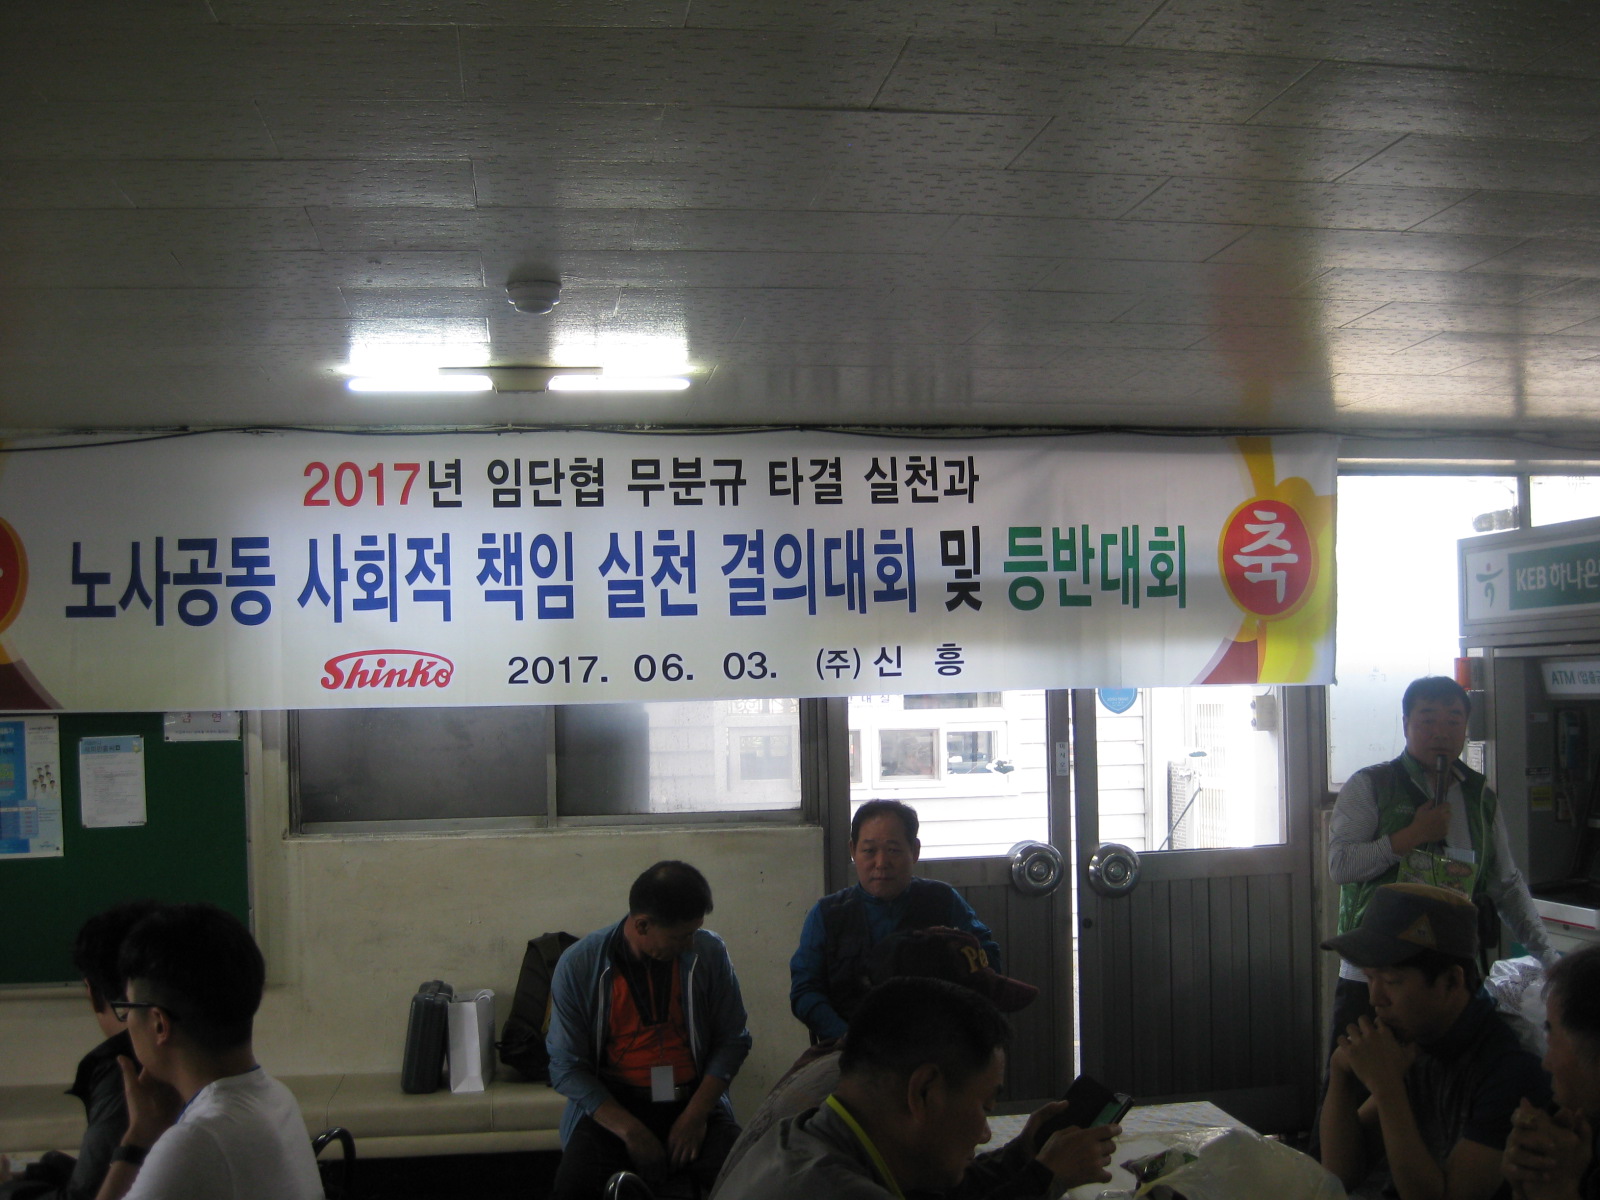 2017년 임단협 무분규 타결 실천과
노사공동 사회적 책임 실천 결의대회 및 등반대회
축
Shinko 2017. 06. 03. (주) 신 흥
KEB 하나은
ATM
금 연